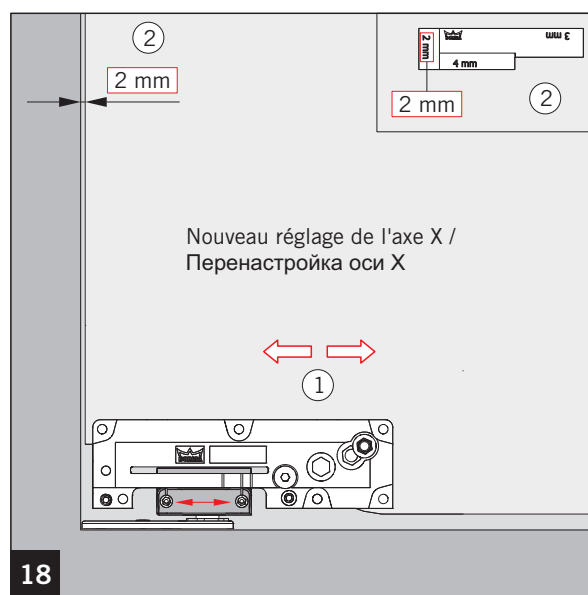 2
2 mm
2 mm
3 mm
4 mm
2 mm
2
Nouveau réglage de l'axe X /
Перенастройка оси X
1
18